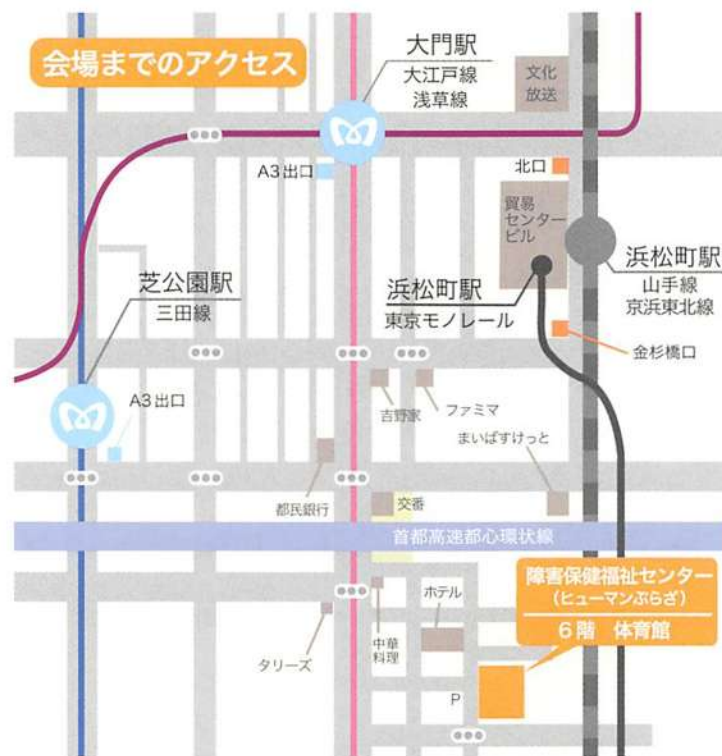 会場までのアクセス
大門駅
大江戸線
浅草線
文化
放送
A3出口
北口
貿易
センター
ビル
浜松町駅
山手線
京浜東北線
芝公園駅
三田線
浜松町駅
東京モノレール
金杉橋口
A3出口
吉野家
ファミマ
まいばすけっと
都民銀行
交番
首都高速都心環状線
障害保健福祉センター
(ヒューマンぷらざ)
6階 体育館
ホテル
中華
料理
タリーズ
P